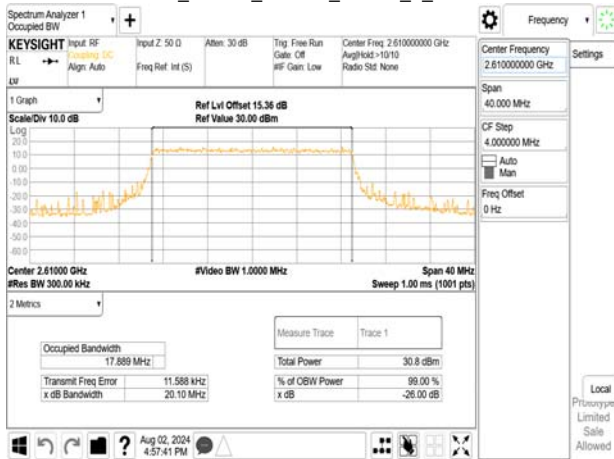 Spectrum Analyzer 1
Occupied BW
Frequency
KEYSIGHT
RL
Input: RF
Coupling: DC
Align: Auto
Input Z: 50 Ω
Freq Ref: Int (S)
Atten: 30 dB
Trig: Free Run
Gate: Off
#IF Gain: Low
Center Freq: 2.610000000 GHz
Avg|Hold:>10/10
Radio Std: None
1 Graph
Scale/Div 10.0 dB
Ref Lvl Offset 15.36 dB
Ref Value 30.00 dBm
Log
20.0
10.0
0.00
-10.0
-20.0
-30.0
-40.0
-50.0
-60.0
Center 2.61000 GHz
#Res BW 300.00 kHz
#Video BW 1.0000 MHz
Span 40 MHz
Sweep 1.00 ms (1001 pts)
2 Metrics
Measure Trace
Trace 1
Occupied Bandwidth
17.889 MHz
Total Power
30.8 dBm
Transmit Freq Error
11.588 kHz
% of OBW Power
99.00 %
x dB Bandwidth
20.10 MHz
x dB
-26.00 dB
Aug 02, 2024
4:57:41 PM
Center Frequency
2.610000000 GHz
Span
40.000 MHz
CF Step
4.000000 MHz
Auto
Man
Freq Offset
0 Hz
Settings
Local
Prototype
Limited
Sale
Allowed